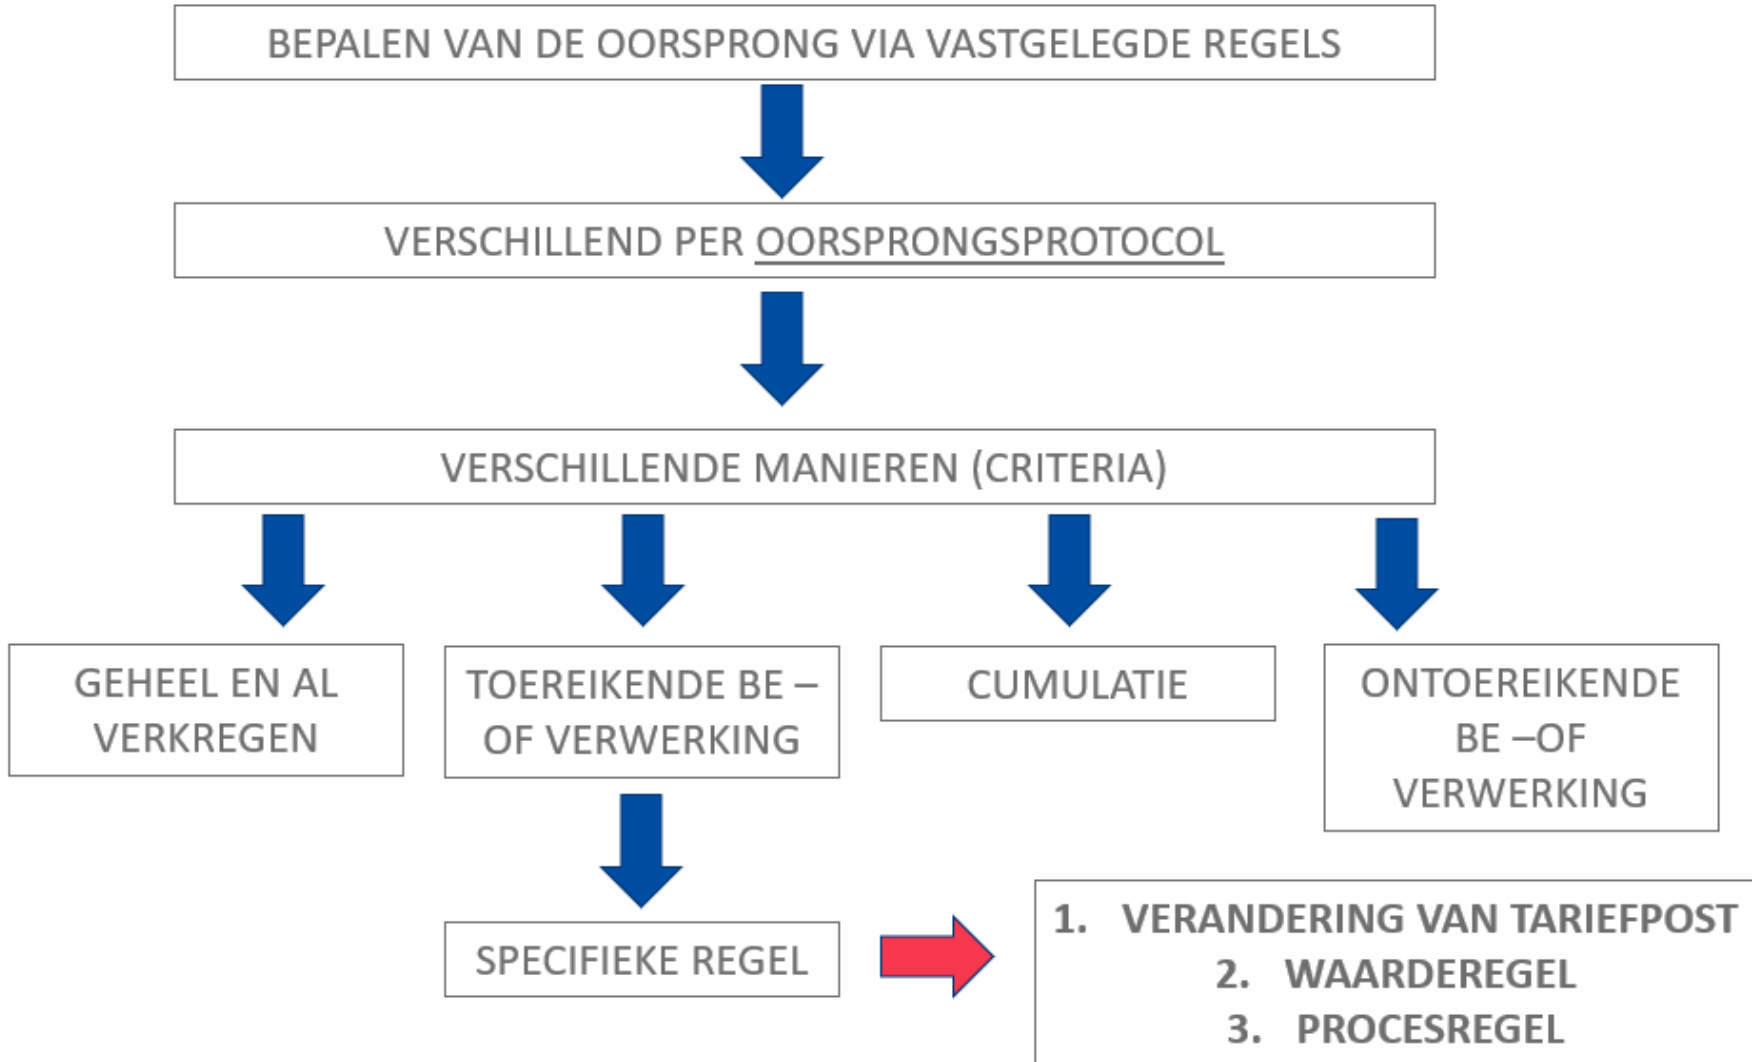 BEPALEN VAN DE OORSPRONG VIA VASTGELEGDE REGELS
VERSCHILLEND PER OORSPRONGSPROTOCOL
VERSCHILLENDE MANIEREN (CRITERIA)
GEHEEL EN AL
VERKREGEN
TOEREIKENDE BE –
OF VERWERKING
CUMULATIE
ONTOEREIKENDE
BE –OF
VERWERKING
SPECIFIEKE REGEL
1. VERANDERING VAN TARIEFPOST
2. WAARDEREGEL
3. PROCESREGEL